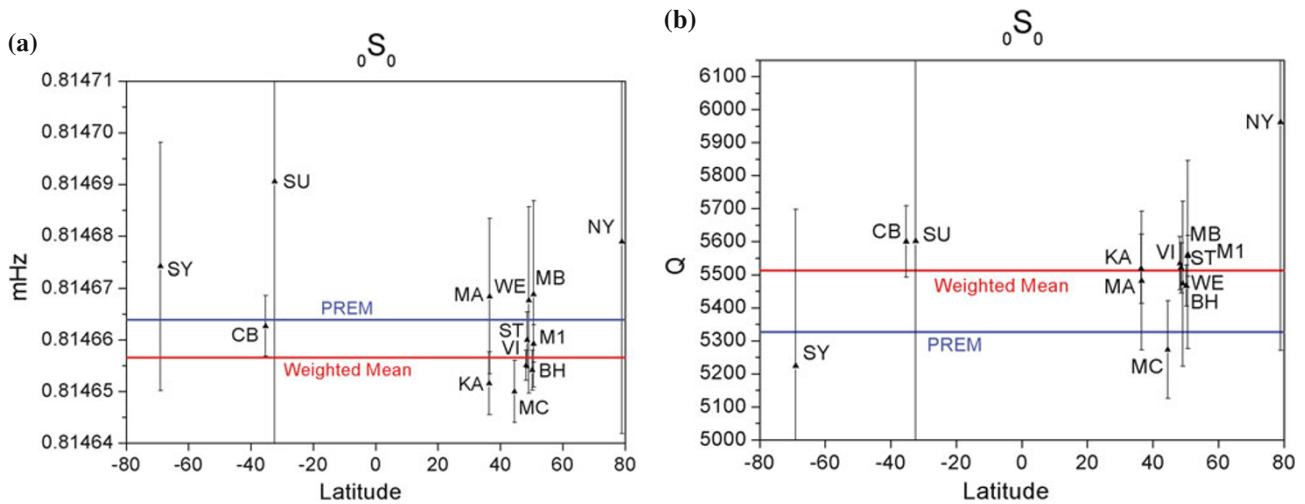 (a)
₀S₀
0.81471
0.81470
0.81469
0.81468
0.81467
0.81466
0.81465
0.81464
mHz
SY
CB
SU
NY
MA
WE
MB
PREM
ST
VI
M1
Weighted Mean
KA
BH
MC
-80 -60 -40 -20 0 20 40 60 80
Latitude
(b)
₀S₀
6100
6000
5900
5800
5700
5600
5500
5400
5300
5200
5100
5000
Q
NY
CB SU
MB
KA VI ST M1
Weighted Mean
MA WE
BH
PREM
SY
MC
-80 -60 -40 -20 0 20 40 60 80
Latitude